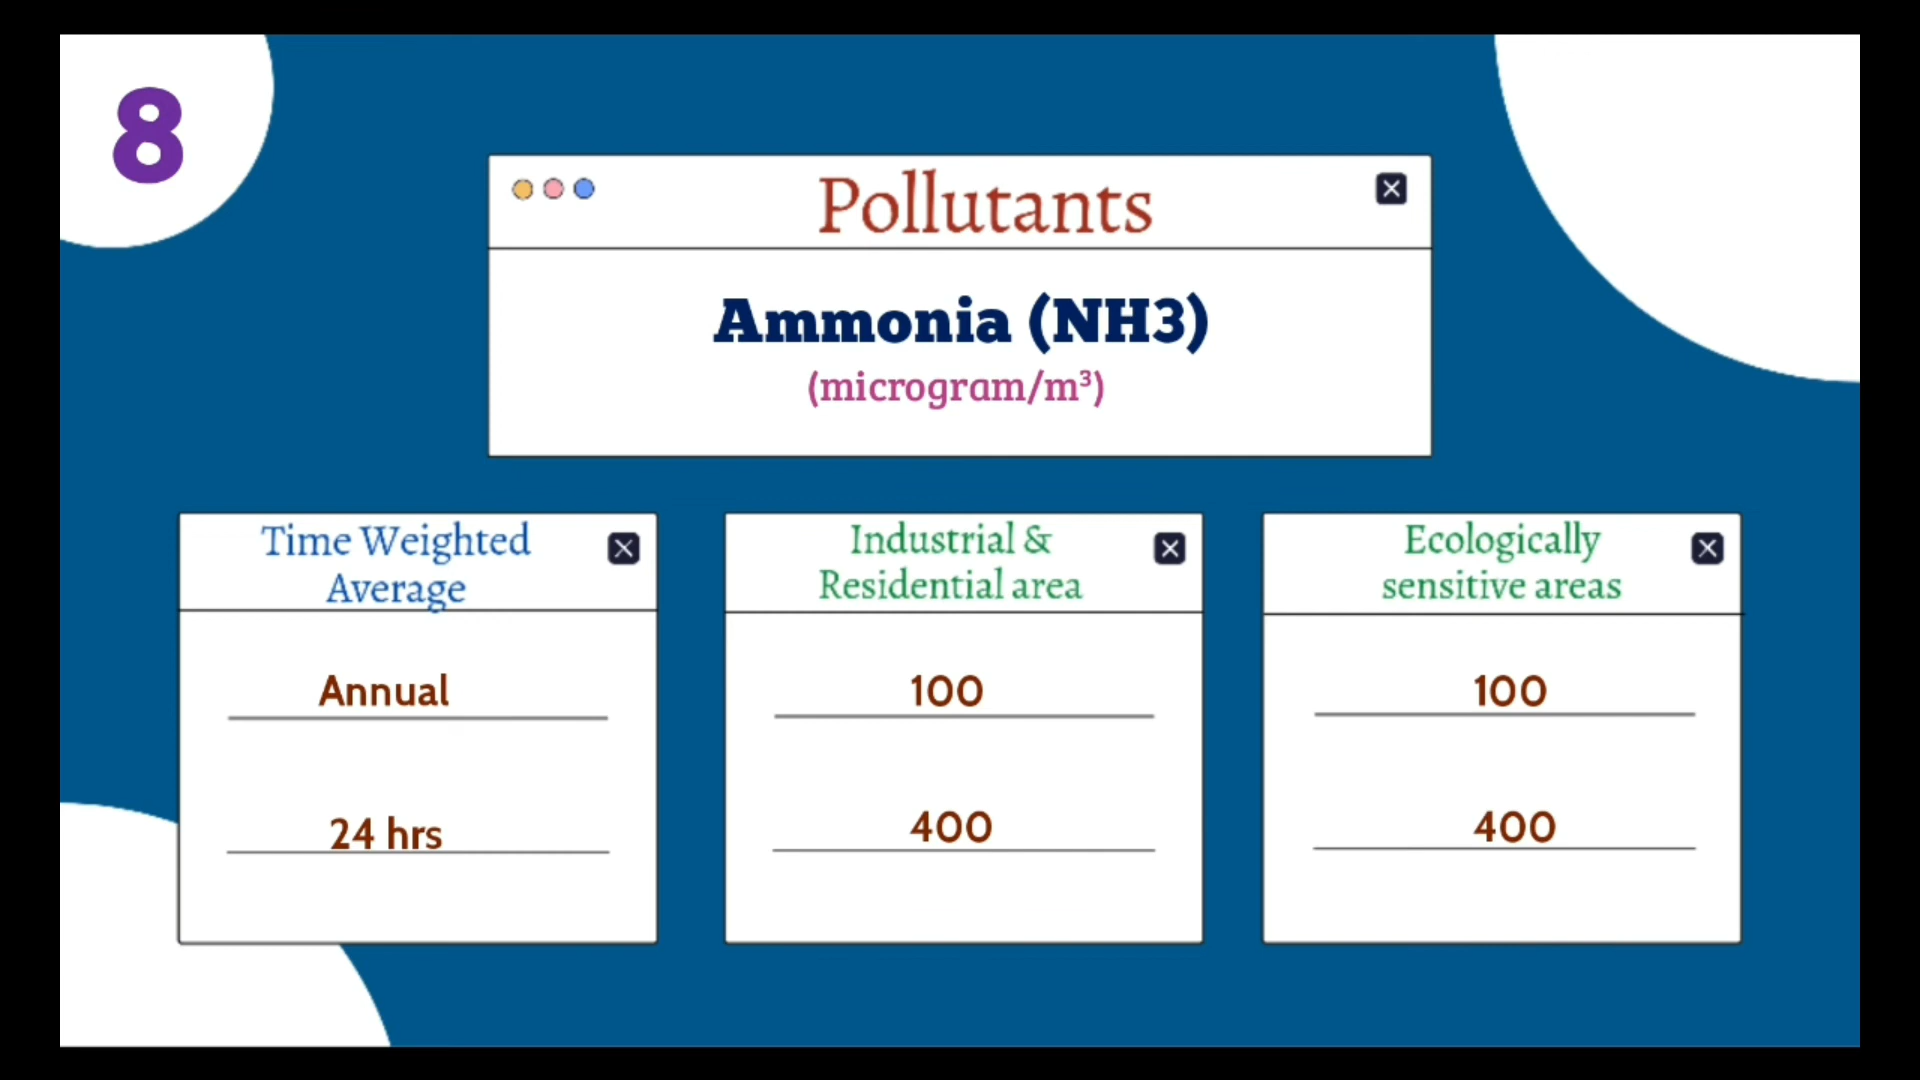 8
Pollutants
Ammonia (NH3)
(microgram/m³)
Time Weighted
Average
Annual
24 hrs
Industrial &
Residential area
100
400
Ecologically
sensitive areas
100
400